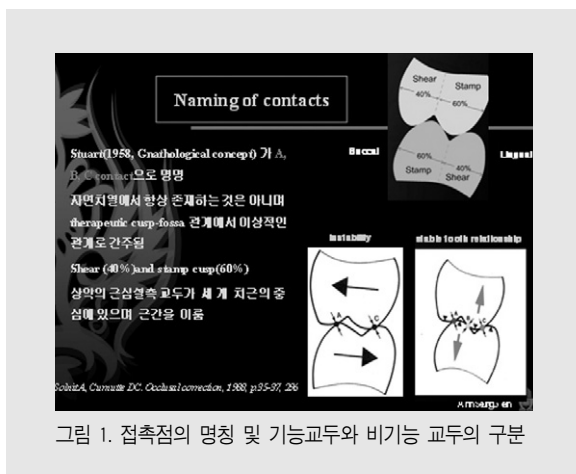 Naming of contacts
Shear
Stamp
40%
60%
Buccal
Lingual
60%
40%
Stamp
Shear
Stuart(1958, Gnathological concept) 가 A,
B, C contact으로 명명
자연치열에서 항상 존재하는 것은 아니며
therapeutic cusp-fossa 관계에서 이상적인
관계로 간주됨
Shear (40%)and stamp cusp(60%)
상악의 근심설측 교두가 세 개 치근의 중
심에 있으며 근간을 이룸
instability
stable tooth relationship
A
C
SolnitA, Curnutte DC. Occlusal correction, 1988, p.35-37, 286
그림 1. 접촉점의 명칭 및 기능교두와 비기능 교두의 구분